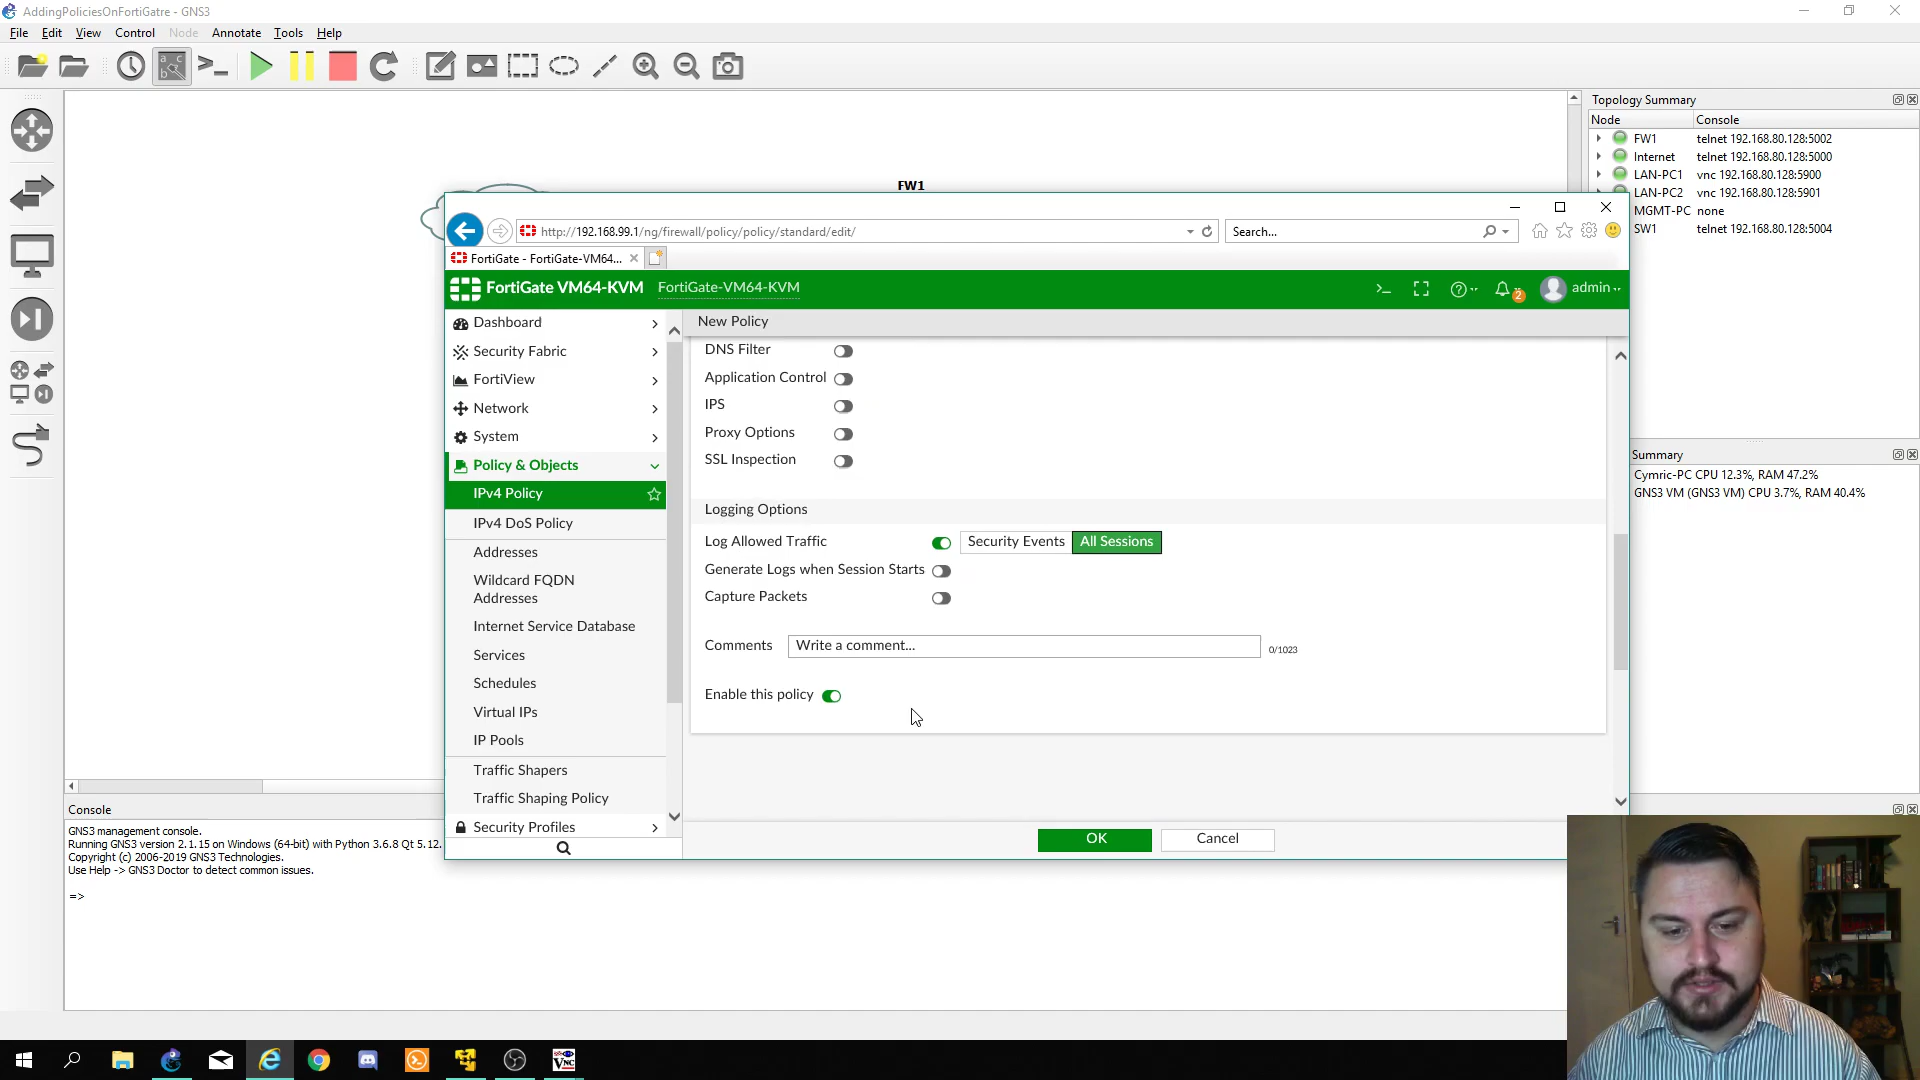 AddingPoliciesOnFortiGatre - GNS3
File Edit View Control Node Annotate Tools Help
Topology Summary
Node Console
FW1 telnet 192.168.80.128:5002
Internet telnet 192.168.80.128:5000
LAN-PC1 vnc 192.168.80.128:5900
LAN-PC2 vnc 192.168.80.128:5901
MGMT-PC none
SW1 telnet 192.168.80.128:5004
Summary
Cymric-PC CPU 12.3%, RAM 47.2%
GNS3 VM (GNS3 VM) CPU 3.7%, RAM 40.4%
FW1
http://192.168.99.1/ng/firewall/policy/policy/standard/edit/
Search...
FortiGate - FortiGate-VM64...
FortiGate VM64-KVM FortiGate-VM64-KVM
2
admin
Dashboard
Security Fabric
FortiView
Network
System
Policy & Objects
IPv4 Policy
IPv4 DoS Policy
Addresses
Wildcard FQDN
Addresses
Internet Service Database
Services
Schedules
Virtual IPs
IP Pools
Traffic Shapers
Traffic Shaping Policy
Security Profiles
New Policy
DNS Filter
Application Control
IPS
Proxy Options
SSL Inspection
Logging Options
Log Allowed Traffic Security Events All Sessions
Generate Logs when Session Starts
Capture Packets
Comments Write a comment... 0/1023
Enable this policy
OK Cancel
Console
GNS3 management console.
Running GNS3 version 2.1.15 on Windows (64-bit) with Python 3.6.8 Qt 5.12.
Copyright (c) 2006-2019 GNS3 Technologies.
Use Help -> GNS3 Doctor to detect common issues.
=>